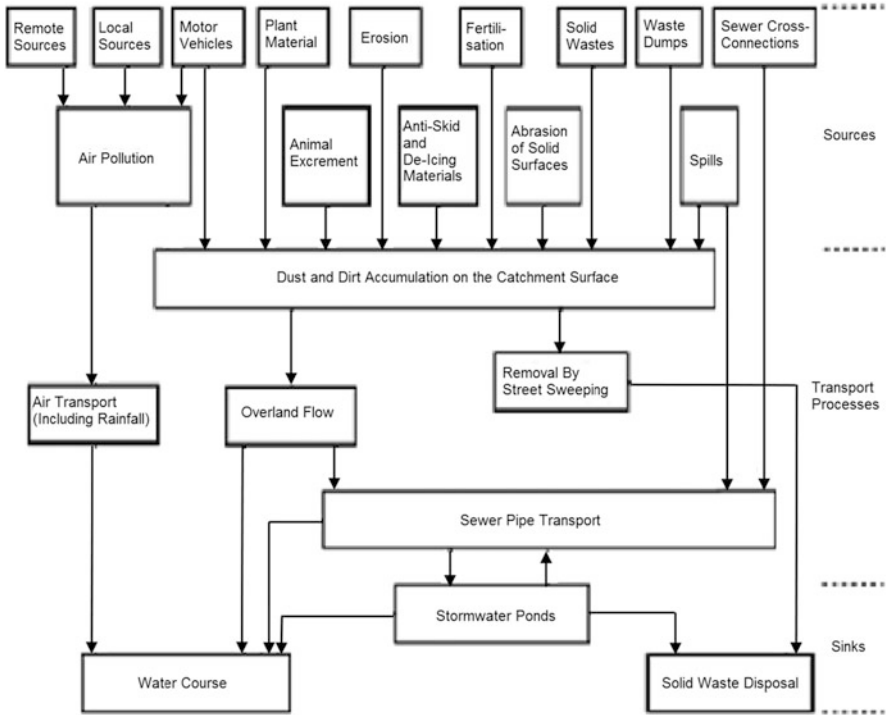 Remote
Sources
Local
Sources
Motor
Vehicles
Plant
Material
Erosion
Fertili-
sation
Solid
Wastes
Waste
Dumps
Sewer Cross-
Connections
Air Pollution
Animal
Excrement
Anti-Skid
and
De-Icing
Materials
Abrasion
of Solid
Surfaces
Spills
Sources
Dust and Dirt Accumulation on the Catchment Surface
Air Transport
(Including Rainfall)
Overland Flow
Removal By
Street Sweeping
Transport
Processes
Sewer Pipe Transport
Stormwater Ponds
Sinks
Water Course
Solid Waste Disposal